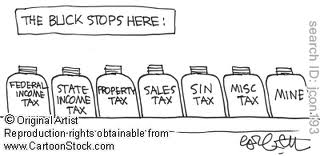 THE BUCK STOPS HERE:
FEDERAL
INCOME
TAX
STATE
INCOME
TAX
PROPERTY
TAX
SALES
TAX
SIN
TAX
MISC
TAX
MINE
© Original Artist
Reproduction rights obtainable from
www.CartoonStock.com
search ID: jcon193